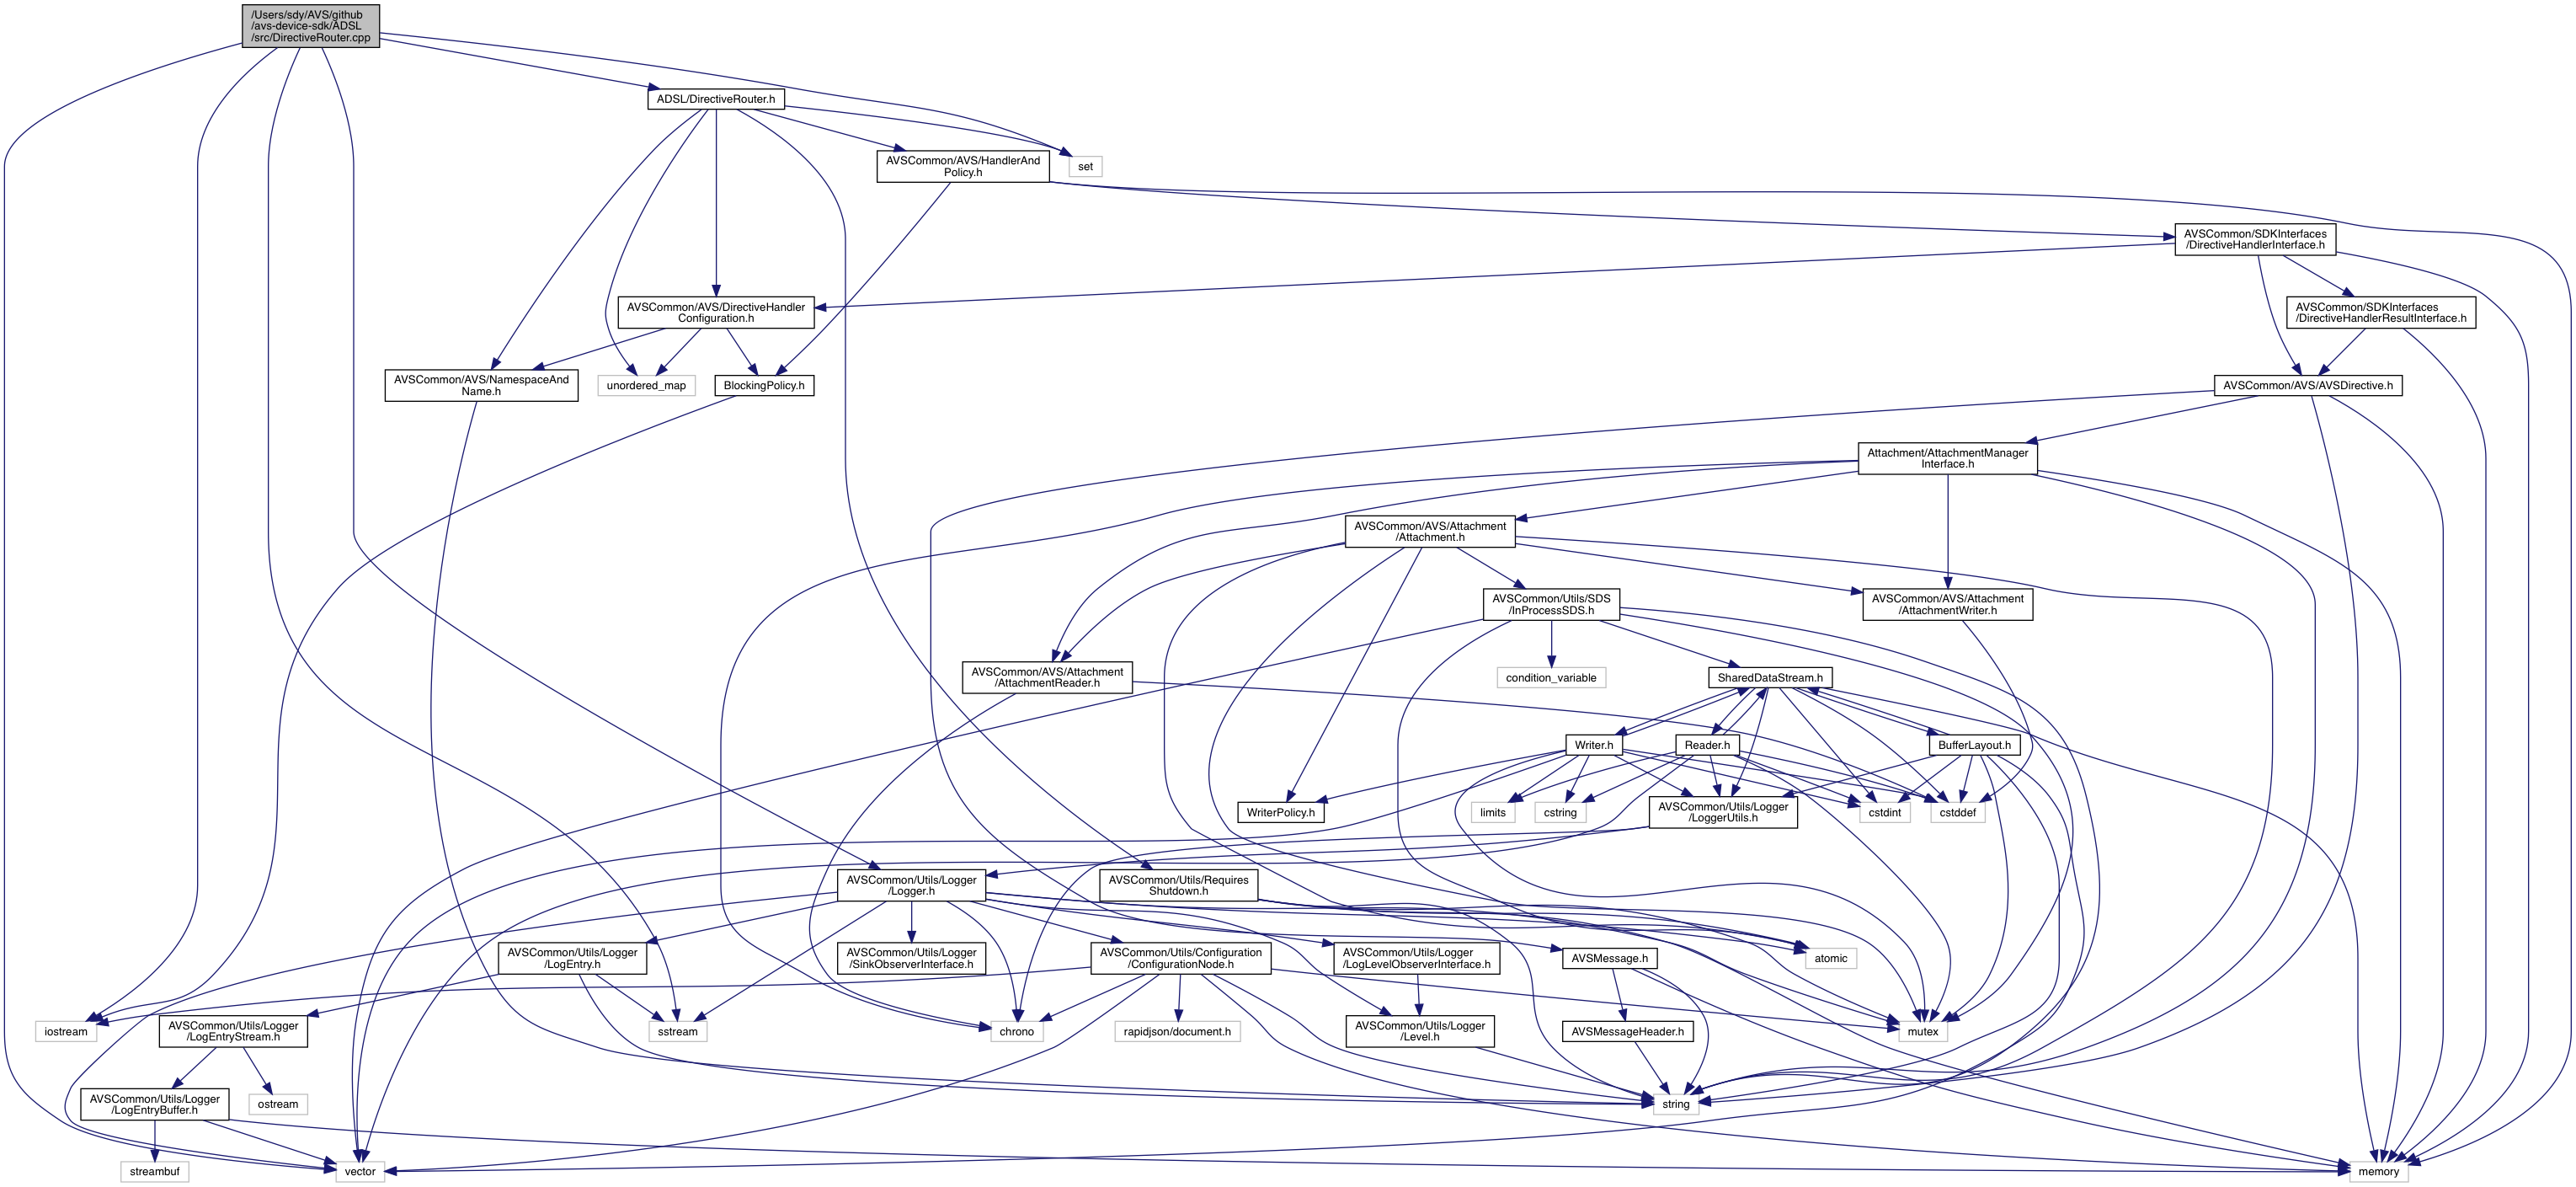 /Users/sdy/AVS/github
/avs-device-sdk/ADSL
/src/DirectiveRouter.cpp
ADSL/DirectiveRouter.h
AVSCommon/AVS/HandlerAnd
Policy.h
set
AVSCommon/SDKInterfaces
/DirectiveHandlerInterface.h
AVSCommon/AVS/DirectiveHandler
Configuration.h
AVSCommon/SDKInterfaces
/DirectiveHandlerResultInterface.h
AVSCommon/AVS/NamespaceAnd
Name.h
unordered_map
BlockingPolicy.h
AVSCommon/AVS/AVSDirective.h
Attachment/AttachmentManager
Interface.h
AVSCommon/AVS/Attachment
/Attachment.h
AVSCommon/Utils/SDS
/InProcessSDS.h
AVSCommon/AVS/Attachment
/AttachmentWriter.h
AVSCommon/AVS/Attachment
/AttachmentReader.h
condition_variable
SharedDataStream.h
Writer.h
Reader.h
BufferLayout.h
WriterPolicy.h
limits
cstring
AVSCommon/Utils/Logger
/LoggerUtils.h
cstdint
cstddef
AVSCommon/Utils/Logger
/Logger.h
AVSCommon/Utils/Requires
Shutdown.h
AVSCommon/Utils/Logger
/LogEntry.h
AVSCommon/Utils/Logger
/SinkObserverInterface.h
AVSCommon/Utils/Configuration
/ConfigurationNode.h
AVSCommon/Utils/Logger
/LogLevelObserverInterface.h
AVSMessage.h
atomic
iostream
AVSCommon/Utils/Logger
/LogEntryStream.h
sstream
chrono
rapidjson/document.h
AVSCommon/Utils/Logger
/Level.h
AVSMessageHeader.h
mutex
AVSCommon/Utils/Logger
/LogEntryBuffer.h
ostream
string
streambuf
vector
memory